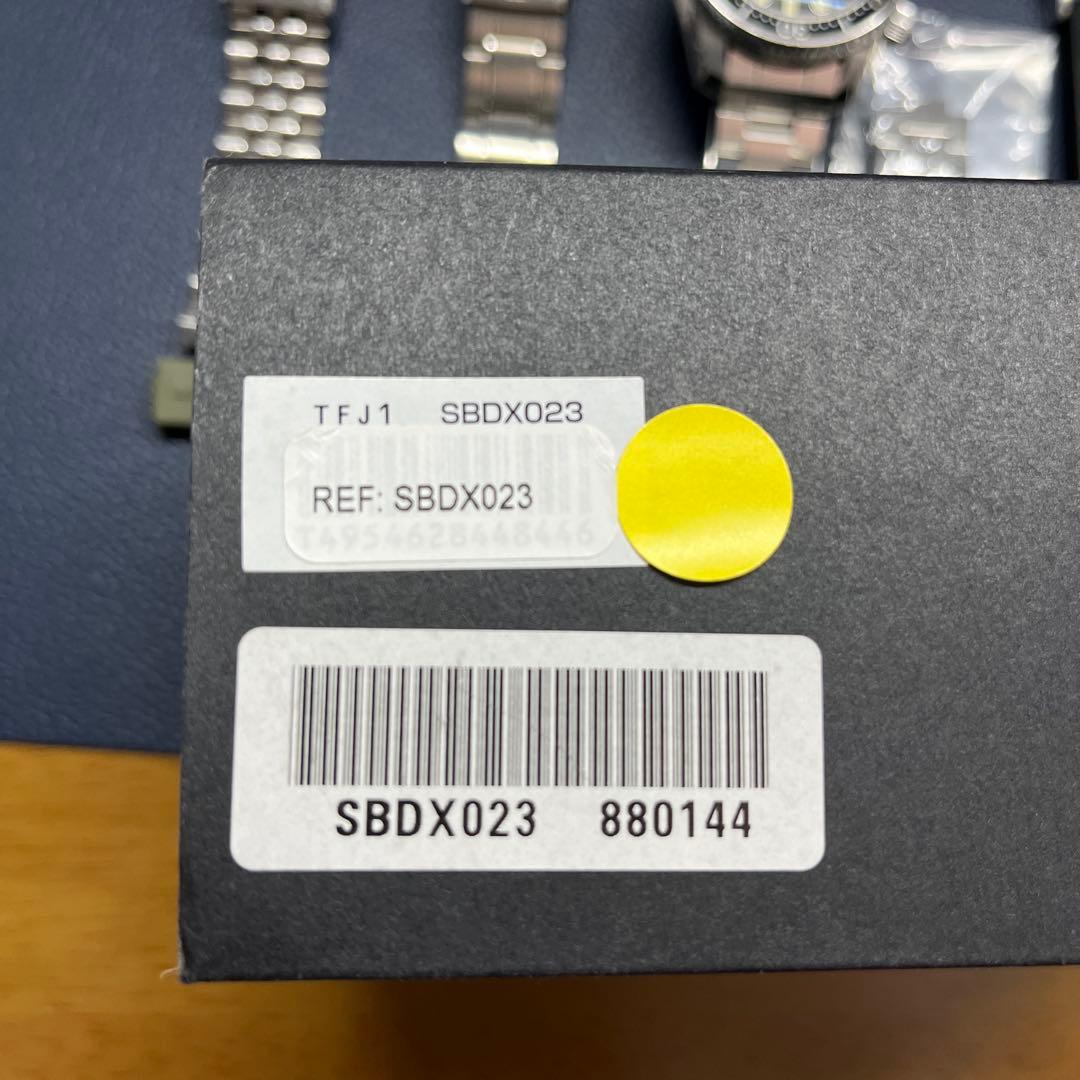 TFJ1 SBDX023
REF: SBDX023
T4954628448446
SBDX023 880144